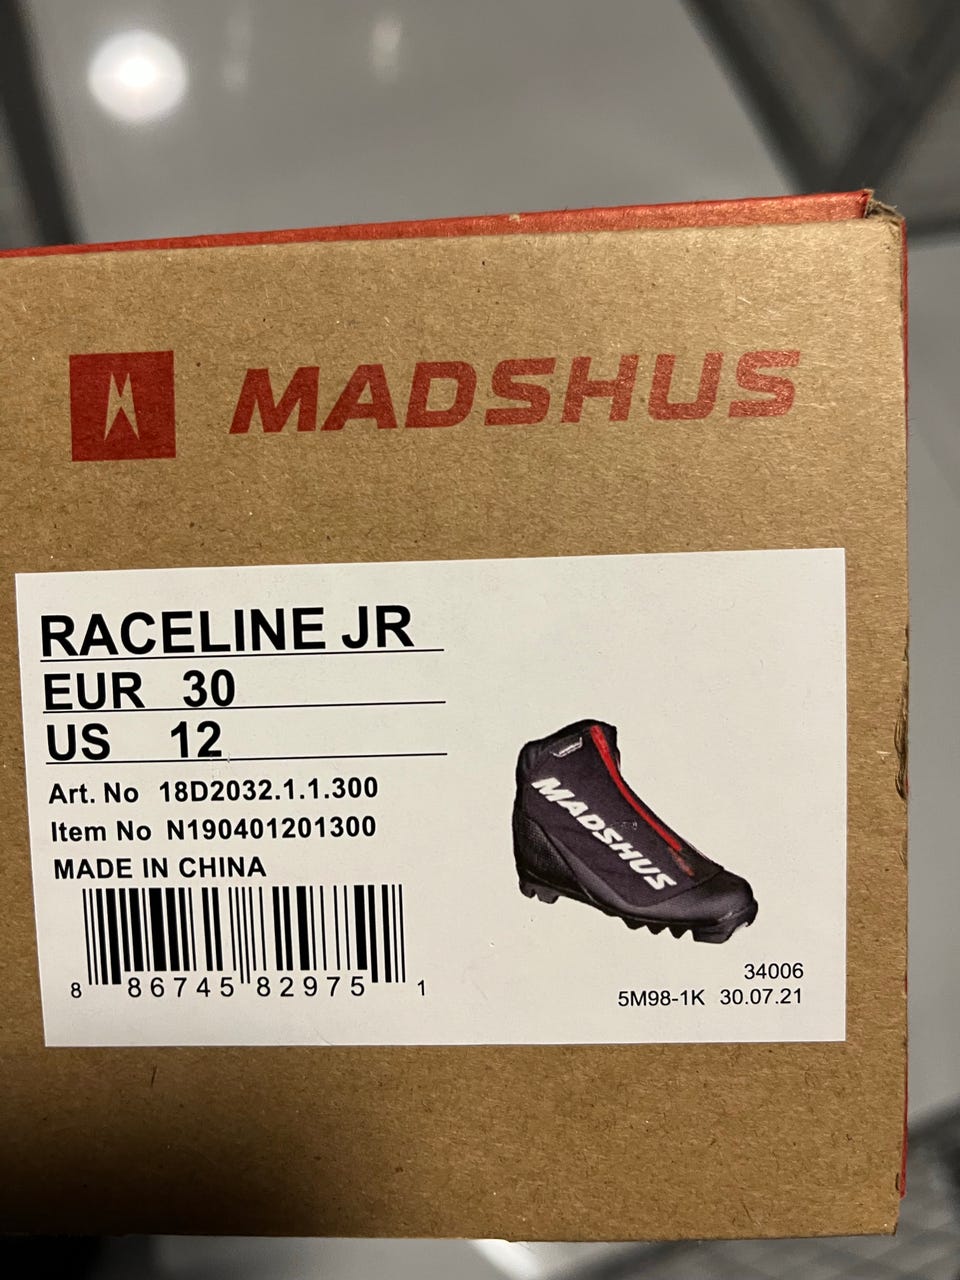 MADSHUS
RACELINE JR
EUR 30
US 12
Art. No 18D2032.1.1.300
Item No N190401201300
MADE IN CHINA
8 86745 82975 1
MADSHUS
34006
5M98-1K 30.07.21